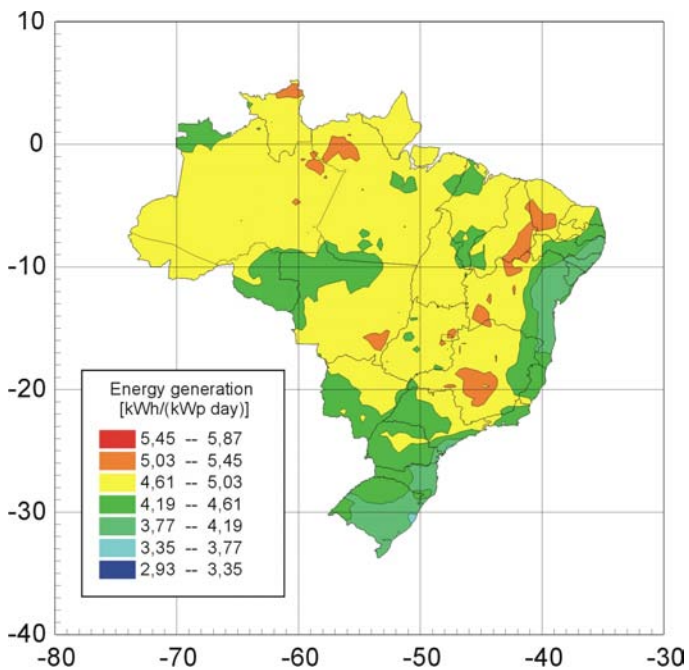 10
0
-10
-20
-30
-40
Energy generation
[kWh/(kWp day)]
5,45 -- 5,87
5,03 -- 5,45
4,61 -- 5,03
4,19 -- 4,61
3,77 -- 4,19
3,35 -- 3,77
2,93 -- 3,35
-80 -70 -60 -50 -40 -30